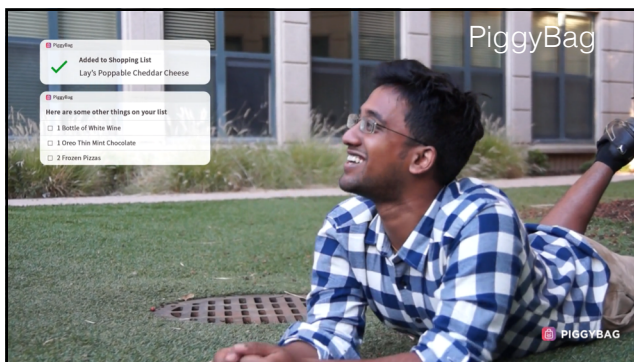 PiggyBag
PiggyBag
Added to Shopping List
Lay's Poppable Cheddar Cheese
PiggyBag
Here are some other things on your list
1 Bottle of White Wine
1 Oreo Thin Mint Chocolate
2 Frozen Pizzas
PIGGYBAG